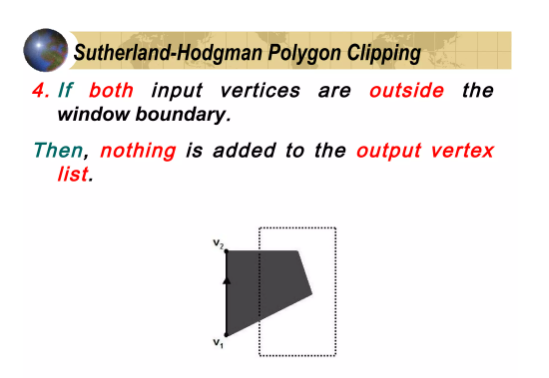 Sutherland-Hodgman Polygon Clipping
4. If both input vertices are outside the
window boundary.
Then, nothing is added to the output vertex
list.
V2
V1